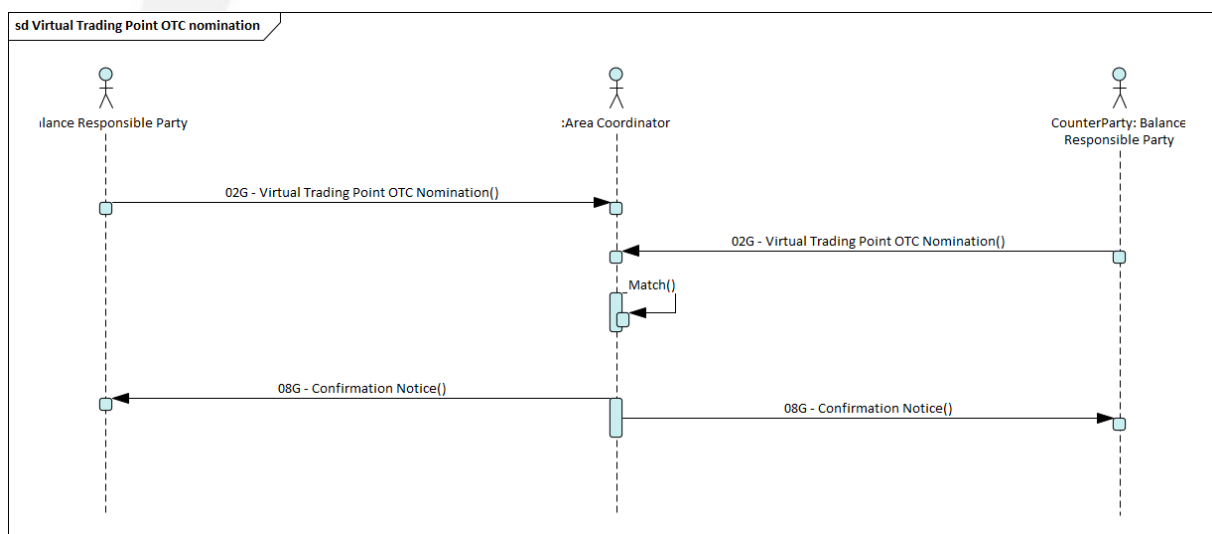 sd Virtual Trading Point OTC nomination
lance Responsible Party
:Area Coordinator
CounterParty: Balance
Responsible Party
02G - Virtual Trading Point OTC Nomination()
02G - Virtual Trading Point OTC Nomination()
Match()
08G - Confirmation Notice()
08G - Confirmation Notice()